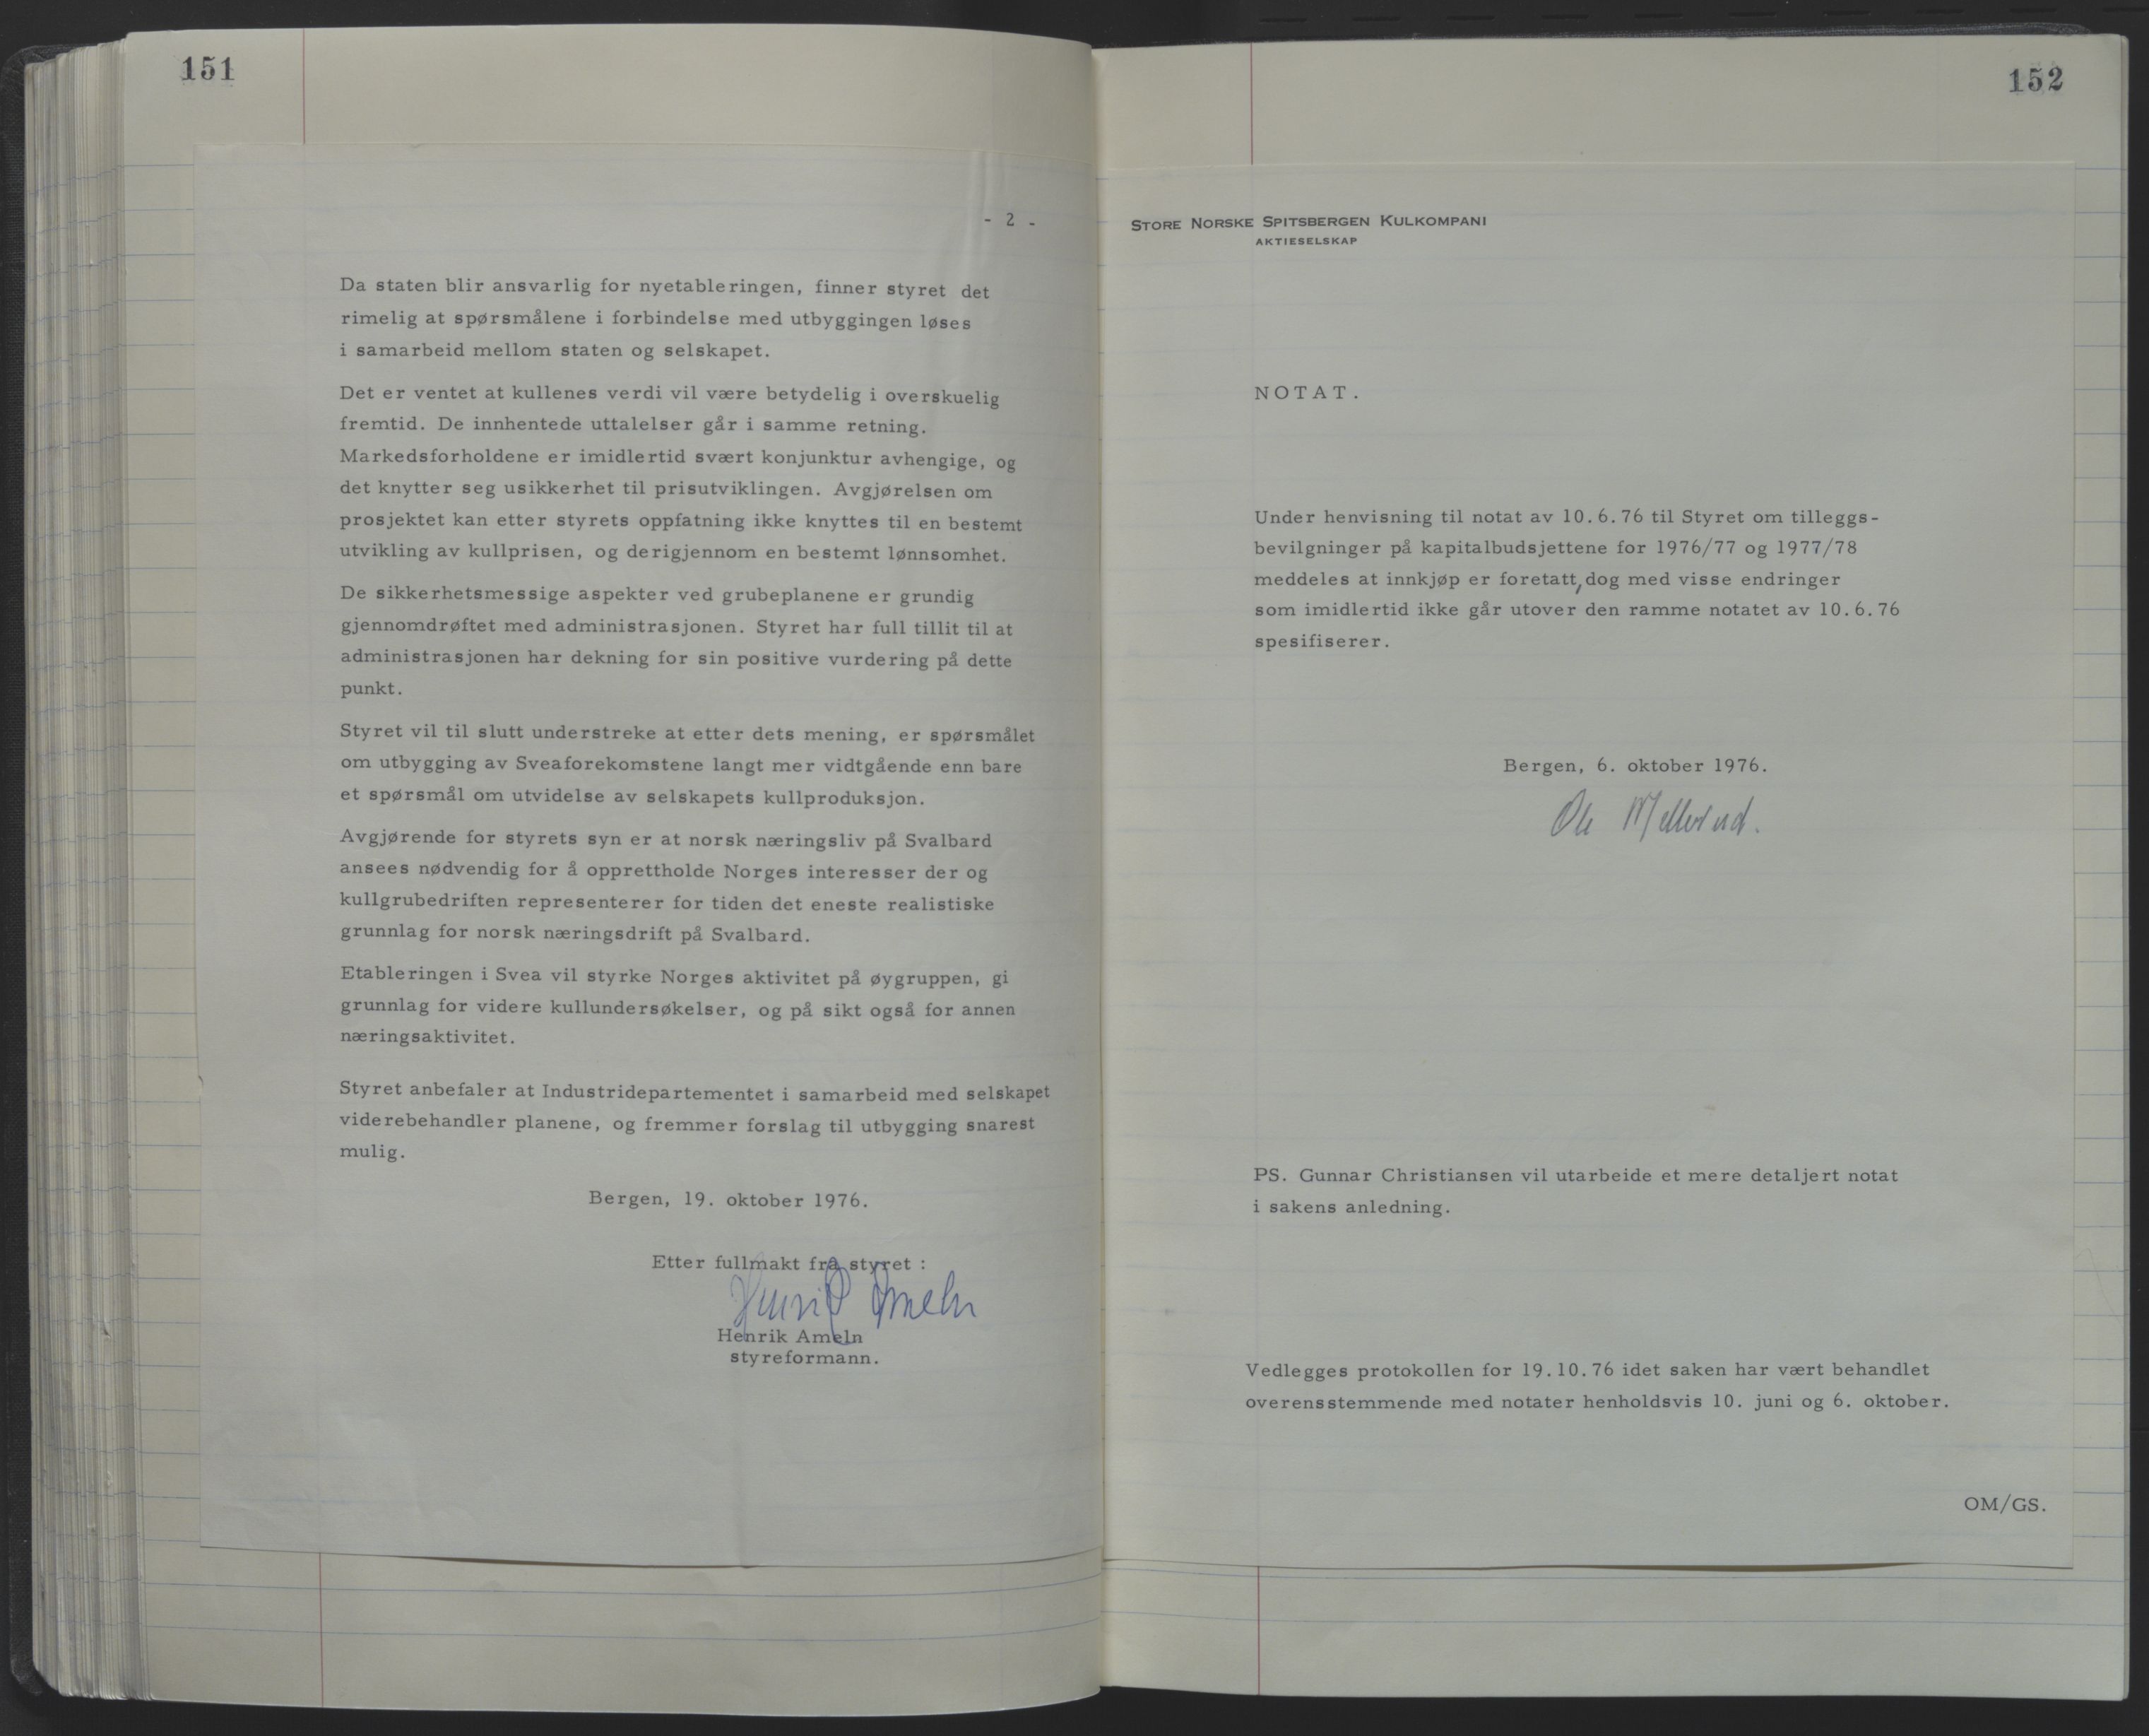 151
- 2 -
Da staten blir ansvarlig for nyetableringen, finner styret det
rimelig at spørsmålene i forbindelse med utbyggingen løses
i samarbeid mellom staten og selskapet.
Det er ventet at kullenes verdi vil være betydelig i overskuelig
fremtid. De innhentede uttalelser går i samme retning.
Markedsforholdene er imidlertid svært konjunktur avhengige, og
det knytter seg usikkerhet til prisutviklingen. Avgjørelsen om
prosjektet kan etter styrets oppfatning ikke knyttes til en bestemt
utvikling av kullprisen, og derigjennom en bestemt lønnsomhet.
De sikkerhetsmessige aspekter ved grubeplanene er grundig
gjennomdrøftet med administrasjonen. Styret har full tillit til at
administrasjonen har dekning for sin positive vurdering på dette
punkt.
Styret vil til slutt understreke at etter dets mening, er spørsmålet
om utbygging av Sveaforekomstene langt mer vidtgående enn bare
et spørsmål om utvidelse av selskapets kullproduksjon.
Avgjørende for styrets syn er at norsk næringsliv på Svalbard
ansees nødvendig for å opprettholde Norges interesser der og
kullgrubedriften representerer for tiden det eneste realistiske
grunnlag for norsk næringsdrift på Svalbard.
Etableringen i Svea vil styrke Norges aktivitet på øygruppen, gi
grunnlag for videre kullundersøkelser, og på sikt også for annen
næringsaktivitet.
Styret anbefaler at Industridepartementet i samarbeid med selskapet
viderebehandler planene, og fremmer forslag til utbygging snarest
mulig.
Bergen, 19. oktober 1976.
Etter fullmakt fra styret :
Henrik Ameln
Henrik Ameln
styreformann.
152
STORE NORSKE SPITSBERGEN KULKOMPANI
AKTIESELSKAP
NOTAT.
Under henvisning til notat av 10.6.76 til Styret om tilleggs-
bevilgninger på kapitalbudsjettene for 1976/77 og 1977/78
meddeles at innkjøp er foretatt, dog med visse endringer
som imidlertid ikke går utover den ramme notatet av 10.6.76
spesifiserer.
Bergen, 6. oktober 1976.
Ole
PS. Gunnar Christiansen vil utarbeide et mere detaljert notat
i sakens anledning.
Vedlegges protokollen for 19.10.76 idet saken har vært behandlet
overensstemmende med notater henholdsvis 10. juni og 6. oktober.
OM/GS.